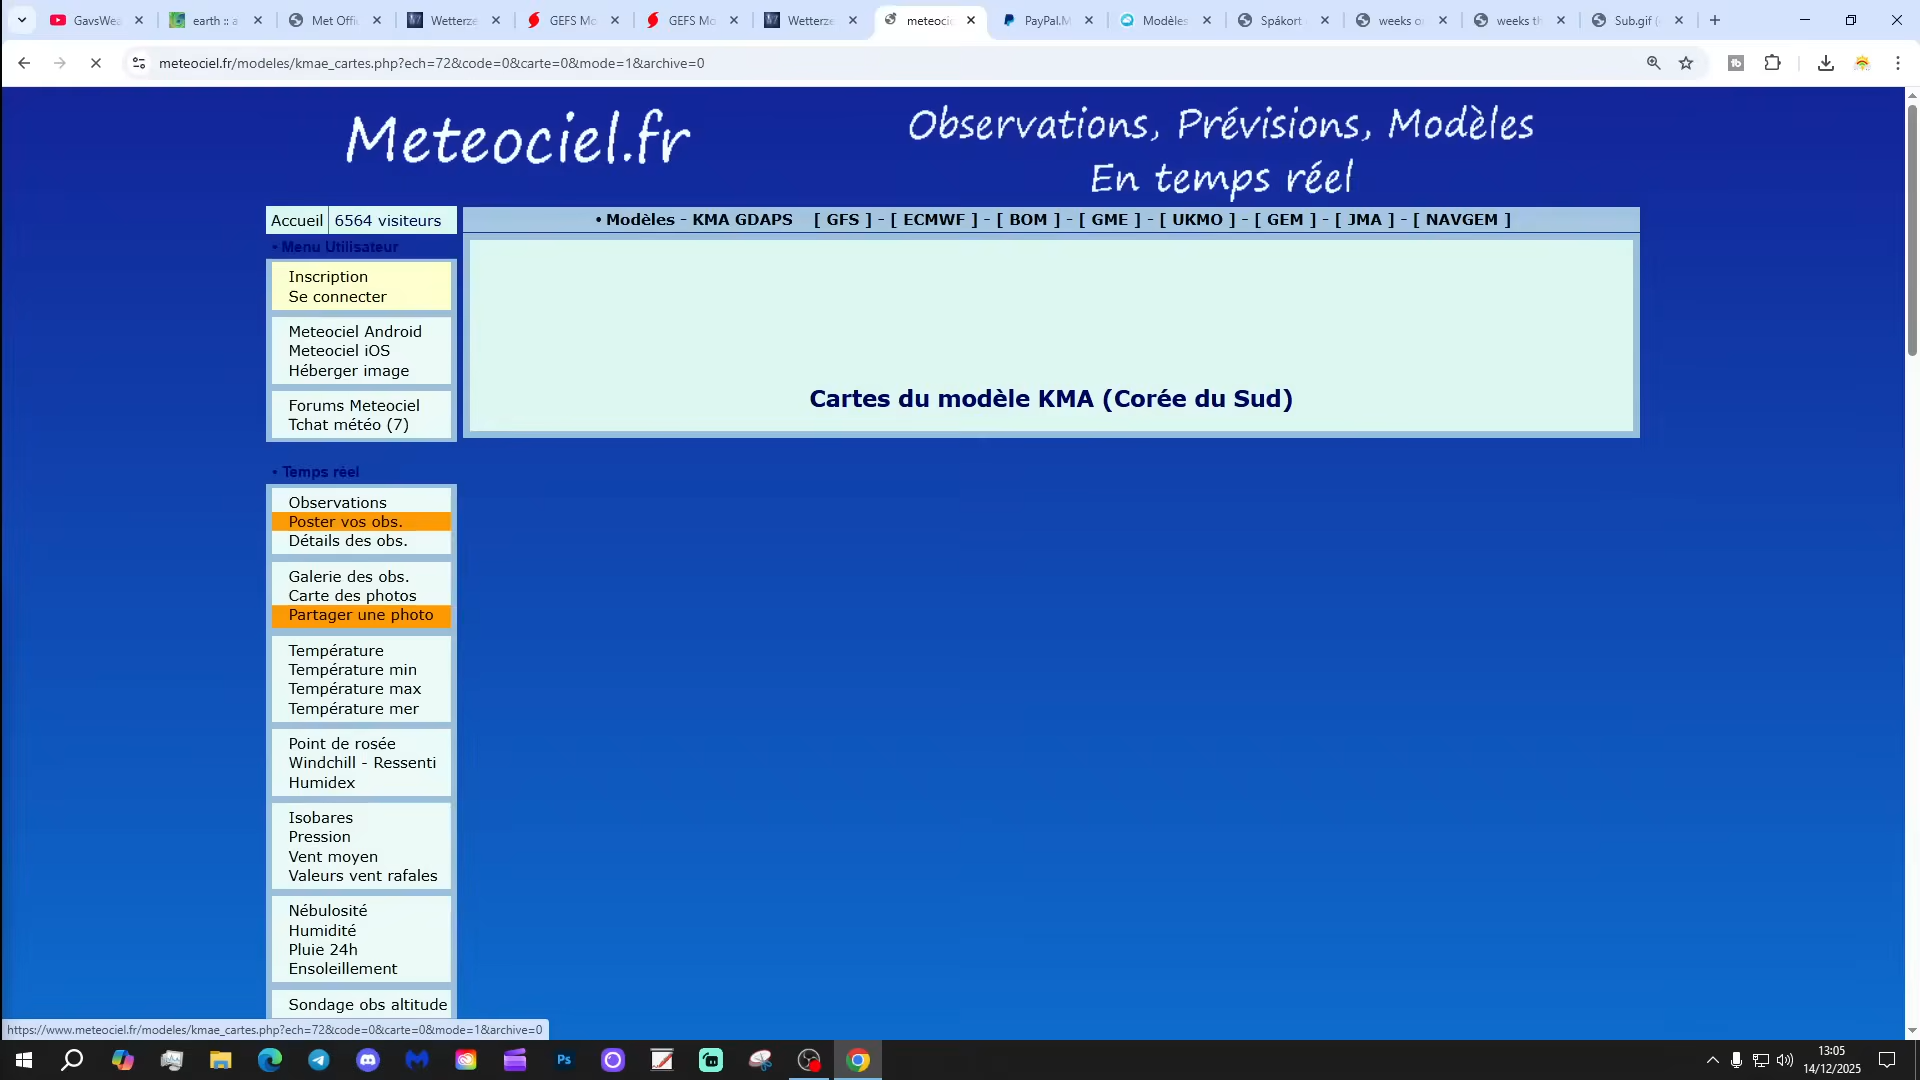 GavsWea
earth :: a
Met Offi
Wetterze
GEFS Mo
GEFS Mo
Wetterze
meteocie
PayPal.M
Modèles
Spákort
weeks o
weeks th
Sub.gif (
meteociel.fr/modeles/kmae_cartes.php?ech=72&code=0&carte=0&mode=1&archive=0
Meteociel.fr
Observations, Prévisions, Modèles
En temps réel
Accueil
6564 visiteurs
• Modèles - KMA GDAPS [ GFS ] - [ ECMWF ] - [ BOM ] - [ GME ] - [ UKMO ] - [ GEM ] - [ JMA ] - [ NAVGEM ]
• Menu Utilisateur
Inscription
Se connecter
Meteociel Android
Meteociel iOS
Héberger image
Cartes du modèle KMA (Corée du Sud)
Forums Meteociel
Tchat météo (7)
• Temps réel
Observations
Poster vos obs.
Détails des obs.
Galerie des obs.
Carte des photos
Partager une photo
Température
Température min
Température max
Température mer
Point de rosée
Windchill - Ressenti
Humidex
Isobares
Pression
Vent moyen
Valeurs vent rafales
Nébulosité
Humidité
Pluie 24h
Ensoleillement
Sondage obs altitude
https://www.meteociel.fr/modeles/kmae_cartes.php?ech=72&code=0&carte=0&mode=1&archive=0
Ps
13:05
14/12/2025